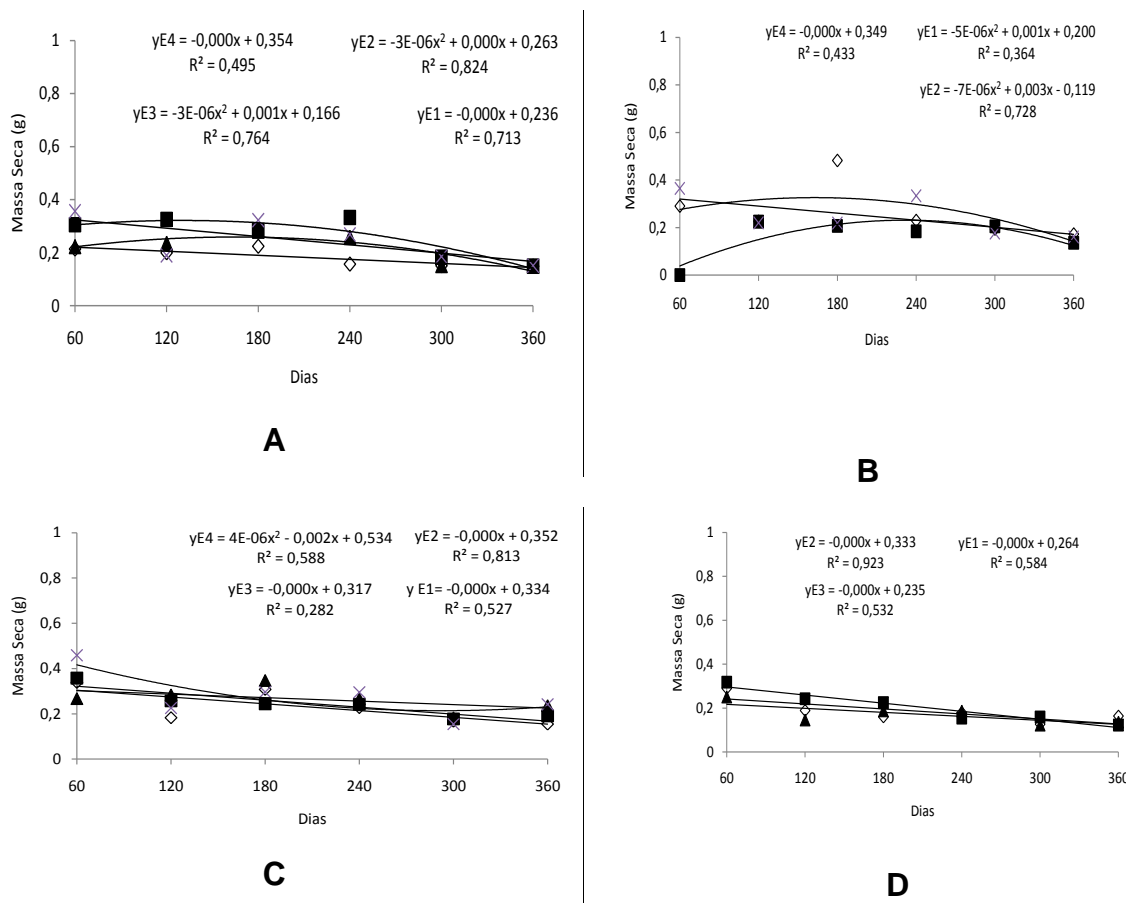 yE4 = -0,000x + 0,354
R² = 0,495
yE2 = -3E-06x² + 0,000x + 0,263
R² = 0,824
yE3 = -3E-06x² + 0,001x + 0,166
R² = 0,764
yE1 = -0,000x + 0,236
R² = 0,713
Massa Seca (g)
1
0,8
0,6
0,4
0,2
0
60 120 180 240 300 360
Dias
A
yE4 = -0,000x + 0,349
R² = 0,433
yE1 = -5E-06x² + 0,001x + 0,200
R² = 0,364
yE2 = -7E-06x² + 0,003x - 0,119
R² = 0,728
Massa Seca (g)
1
0,8
0,6
0,4
0,2
0
60 120 180 240 300 360
Dias
B
yE4 = 4E-06x² - 0,002x + 0,534
R² = 0,588
yE2 = -0,000x + 0,352
R² = 0,813
yE3 = -0,000x + 0,317
R² = 0,282
y E1= -0,000x + 0,334
R² = 0,527
Massa Seca (g)
1
0,8
0,6
0,4
0,2
0
60 120 180 240 300 360
Dias
C
yE2 = -0,000x + 0,333
R² = 0,923
yE1 = -0,000x + 0,264
R² = 0,584
yE3 = -0,000x + 0,235
R² = 0,532
Massa Seca (g)
1
0,8
0,6
0,4
0,2
0
60 120 180 240 300 360
Dias
D